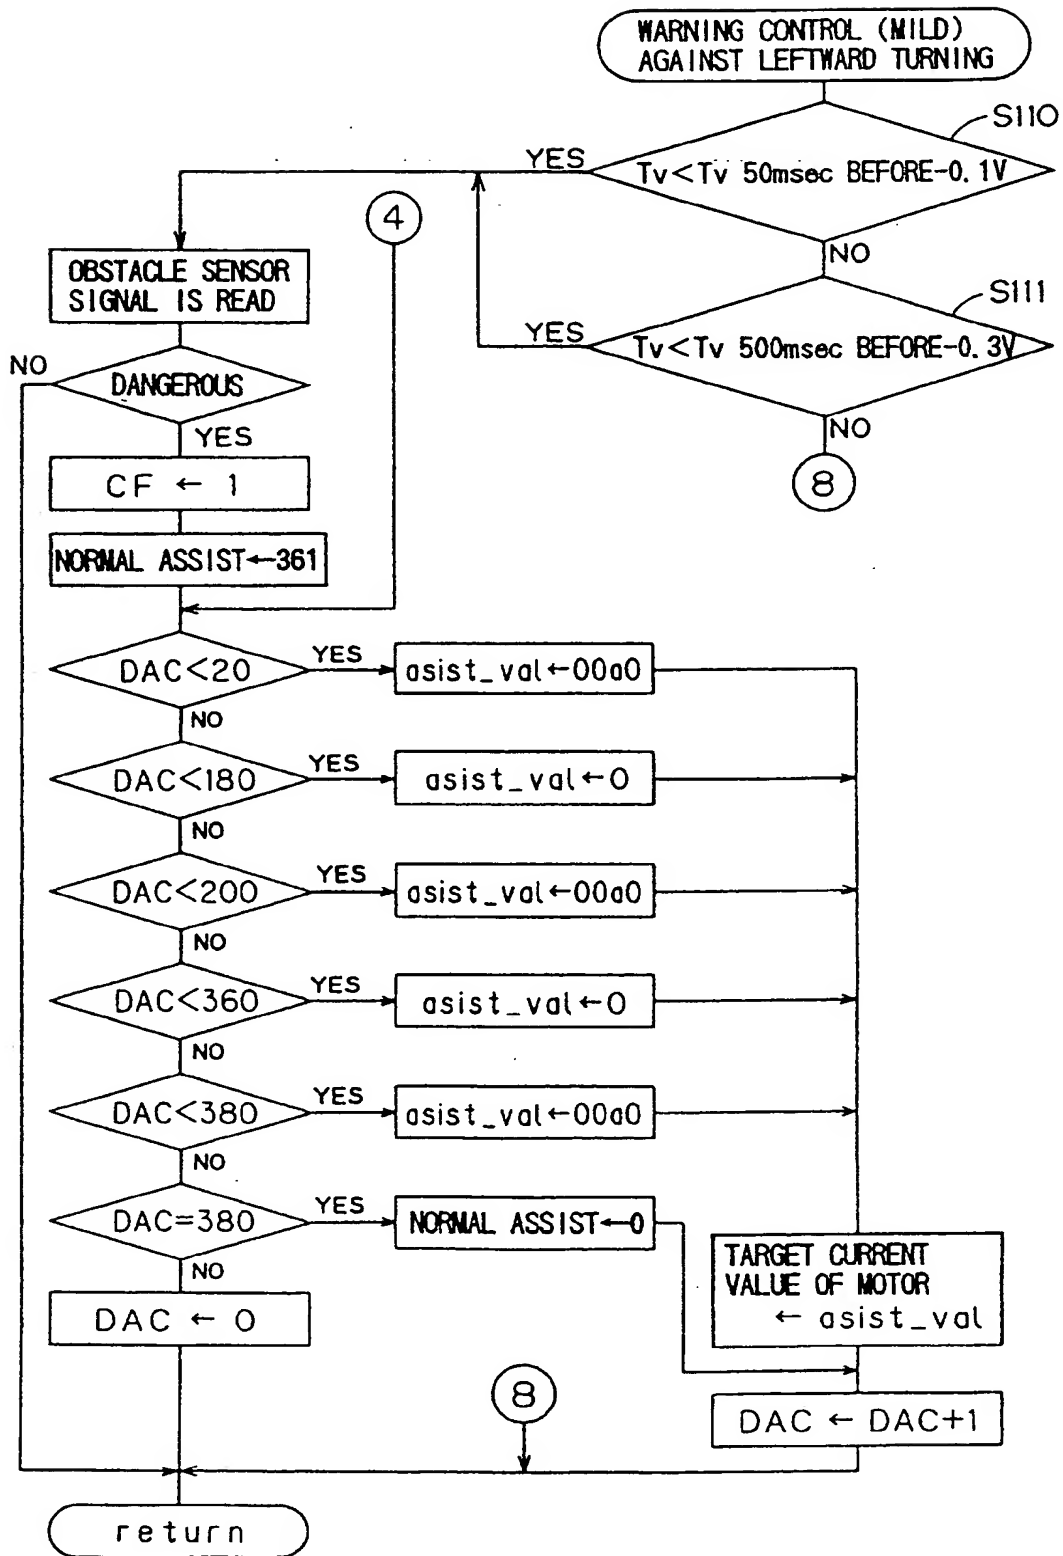 WARNING CONTROL (MILD)
AGAINST LEFTWARD TURNING
S110
YES
Tv<Tv 50msec BEFORE-0.1V
NO
S111
YES
Tv<Tv 500msec BEFORE-0.3V
NO
8
4
OBSTACLE SENSOR
SIGNAL IS READ
NO
DANGEROUS
YES
CF ← 1
NORMAL ASSIST←361
DAC<20
YES
asist_val←00a0
NO
DAC<180
YES
asist_val←0
NO
DAC<200
YES
asist_val←00a0
NO
DAC<360
YES
asist_val←0
NO
DAC<380
YES
asist_val←00a0
NO
DAC=380
YES
NORMAL ASSIST←0
NO
DAC ← 0
TARGET CURRENT
VALUE OF MOTOR
← asist_val
8
DAC ← DAC+1
return